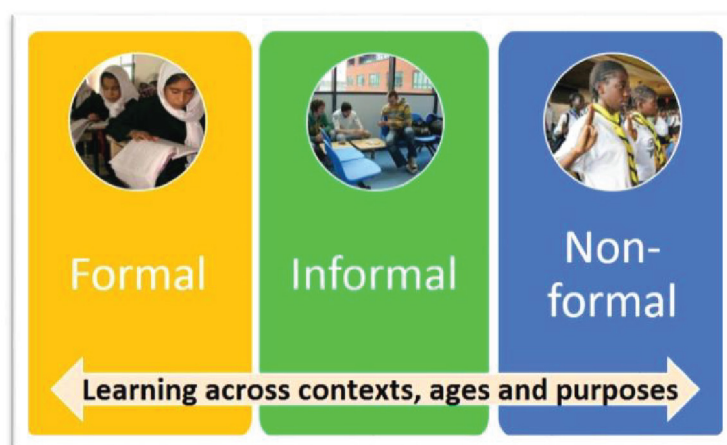 Formal
Informal
Non-
formal
Learning across contexts, ages and purposes